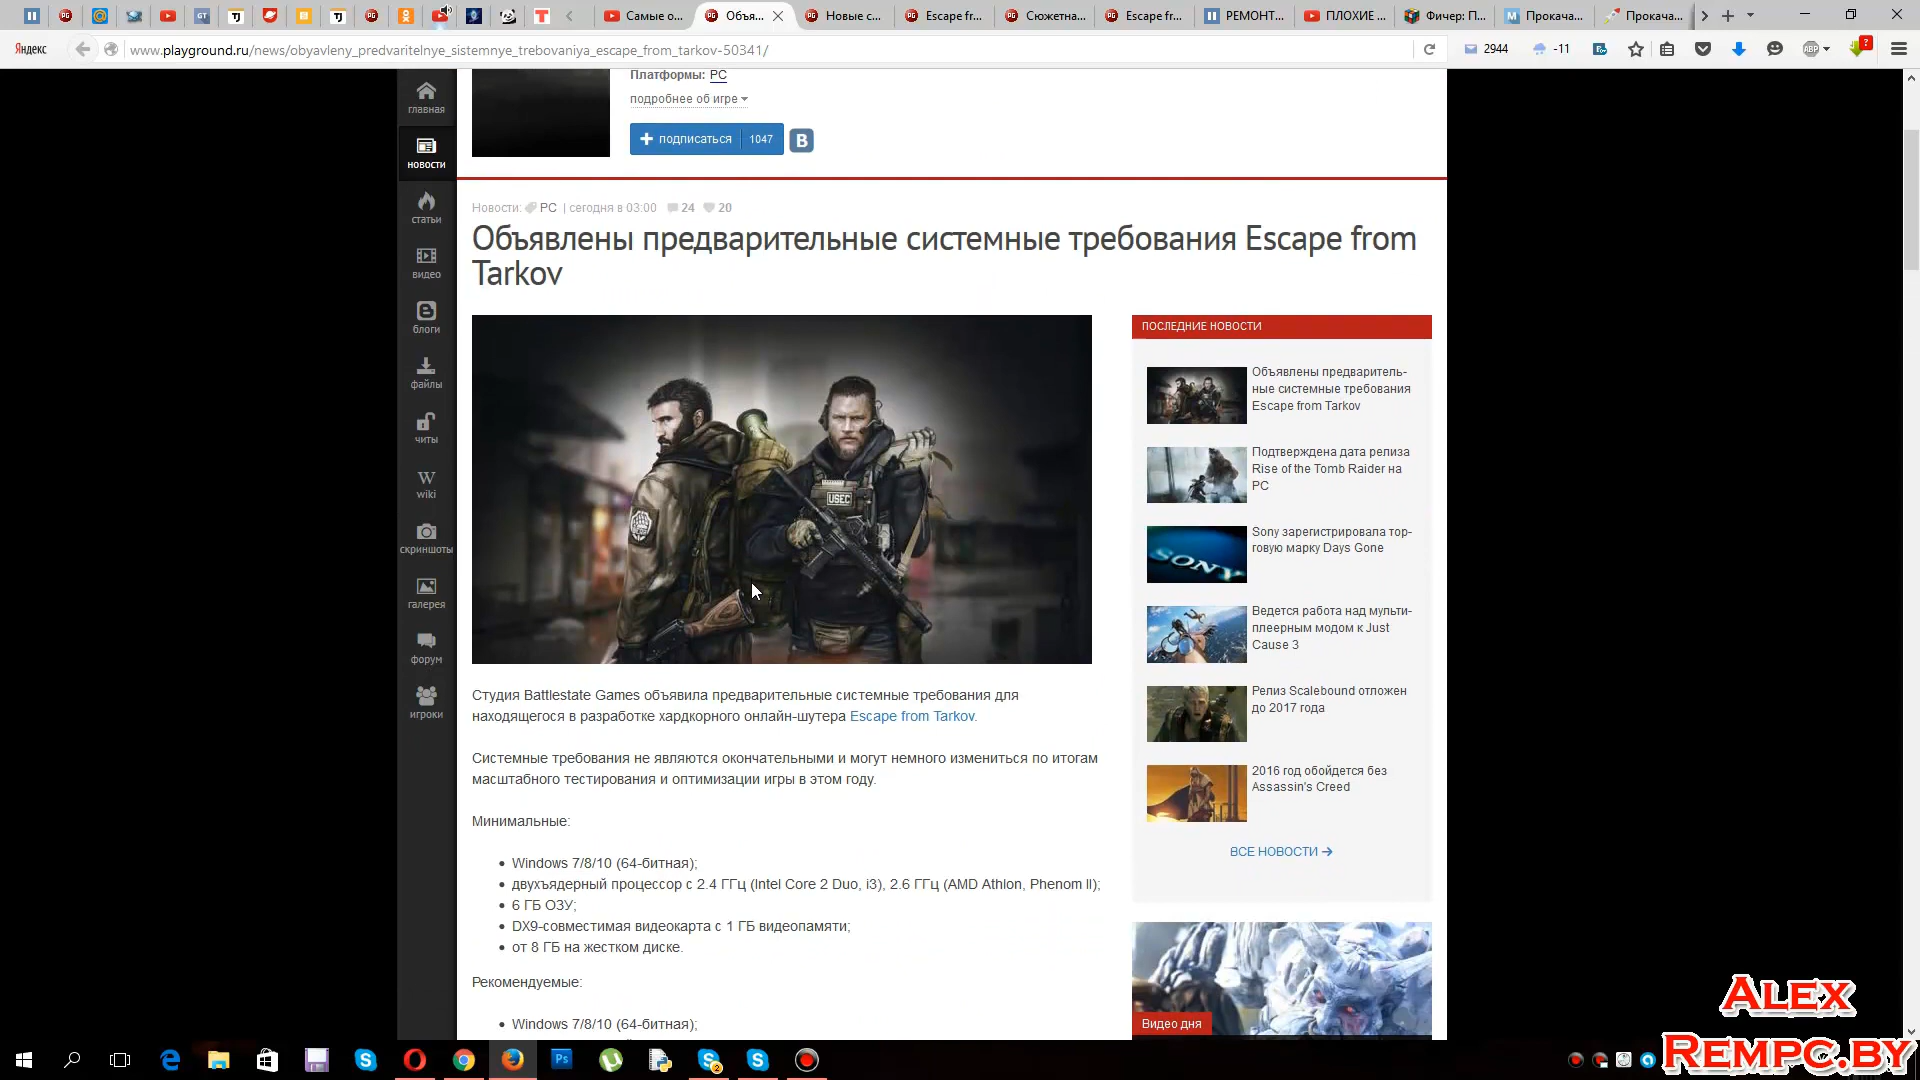 Самые о...
Объя...
Новые с...
Escape fr...
Сюжетна...
Escape fr...
РЕМОНТ...
ПЛОХИЕ ...
Фичер: П...
Прокача...
Прокача...
Яндекс
www.playground.ru/news/obyavleny_predvaritelnye_sistemnye_trebovaniya_escape_from_tarkov-50341/
2944
-11
ABP
главная
новости
статьи
видео
блоги
файлы
читы
wiki
скриншоты
галерея
форум
игроки
Платформы: PC
подробнее об игре
подписаться 1047
Новости: PC | сегодня в 03:00 24 20
Объявлены предварительные системные требования Escape from
Tarkov
USEC
Студия Battlestate Games объявила предварительные системные требования для
находящегося в разработке хардкорного онлайн-шутера Escape from Tarkov.
Системные требования не являются окончательными и могут немного измениться по итогам
масштабного тестирования и оптимизации игры в этом году.
Минимальные:
Windows 7/8/10 (64-битная);
двухъядерный процессор с 2.4 ГГц (Intel Core 2 Duo, i3), 2.6 ГГц (AMD Athlon, Phenom II);
6 ГБ ОЗУ;
DX9-совместимая видеокарта с 1 ГБ видеопамяти;
от 8 ГБ на жестком диске.
Рекомендуемые:
Windows 7/8/10 (64-битная);
ПОСЛЕДНИЕ НОВОСТИ
Объявлены предваритель-
ные системные требования
Escape from Tarkov
Подтверждена дата релиза
Rise of the Tomb Raider на
PC
SONY
Sony зарегистрировала тор-
говую марку Days Gone
Ведется работа над мульти-
плеерным модом к Just
Cause 3
Релиз Scalebound отложен
до 2017 года
2016 год обойдется без
Assassin's Creed
ВСЕ НОВОСТИ →
Видео дня
Alex
Rempc.by